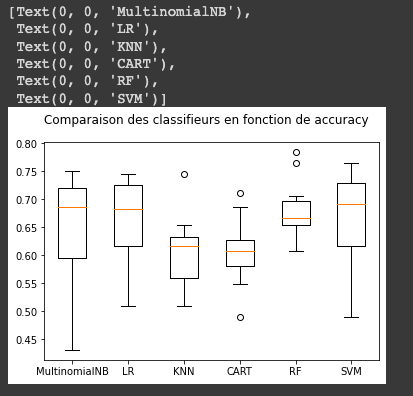 [Text(0, 0, 'MultinomialNB'),
Text(0, 0, 'LR'),
Text(0, 0, 'KNN'),
Text(0, 0, 'CART'),
Text(0, 0, 'RF'),
Text(0, 0, 'SVM')]
Comparaison des classifieurs en fonction de accuracy
0.80
0.75
0.70
0.65
0.60
0.55
0.50
0.45
MultinomialNB LR KNN CART RF SVM